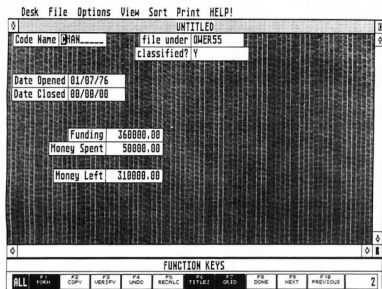 Desk File Options View Sort Print HELP!
UNTITLED
Code Name MAN_____ file under QWER55
classified? Y
Date Opened 01/07/76
Date Closed 00/00/00
Funding 360000.00
Money Spent 50000.00
Money Left 310000.00
FUNCTION KEYS
ALL F1 FORM F2 COPY F3 VERIFY F4 UNDO F5 RECALC F6 TITLES F7 GRID F8 DONE F9 NEXT F10 PREVIOUS 2